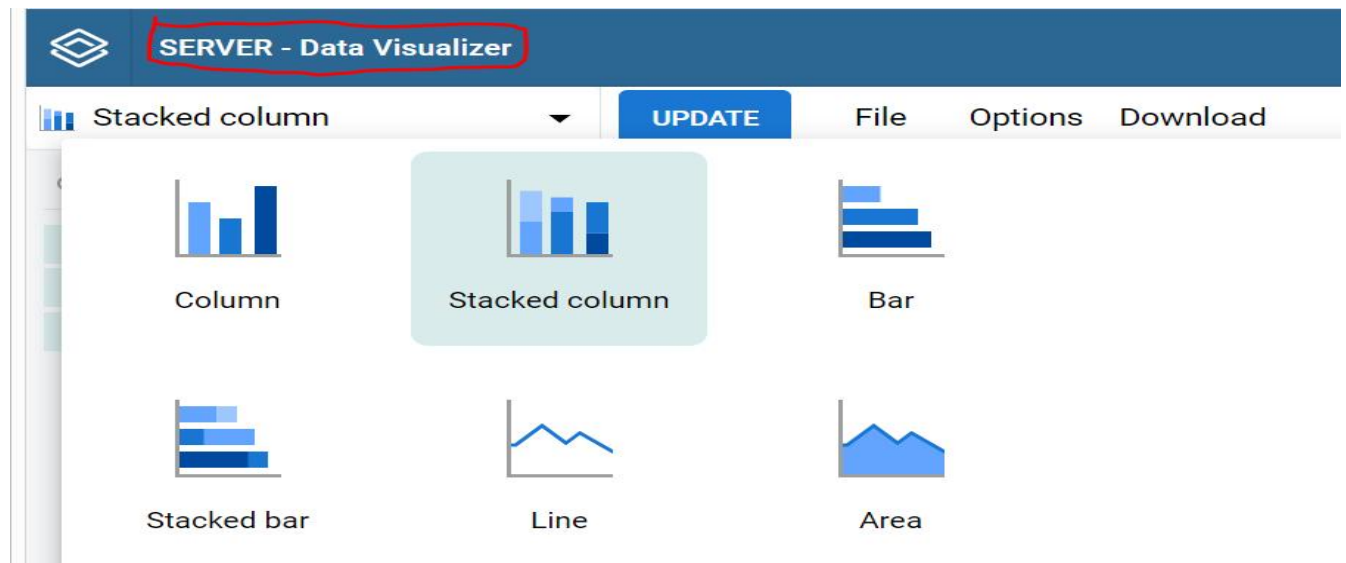 SERVER - Data Visualizer
Stacked column UPDATE File Options Download
Column Stacked column Bar
Stacked bar Line Area